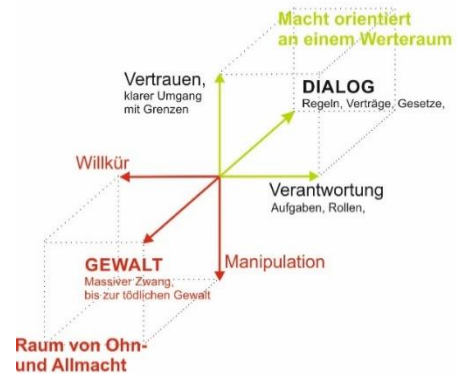 Macht orientiert
an einem Werteraum
Vertrauen,
klarer Umgang
mit Grenzen
DIALOG
Regeln, Verträge, Gesetze,
Willkür
Verantwortung
Aufgaben, Rollen,
GEWALT
Massiver Zwang,
bis zur tödlichen Gewalt
Manipulation
Raum von Ohn-
und Allmacht